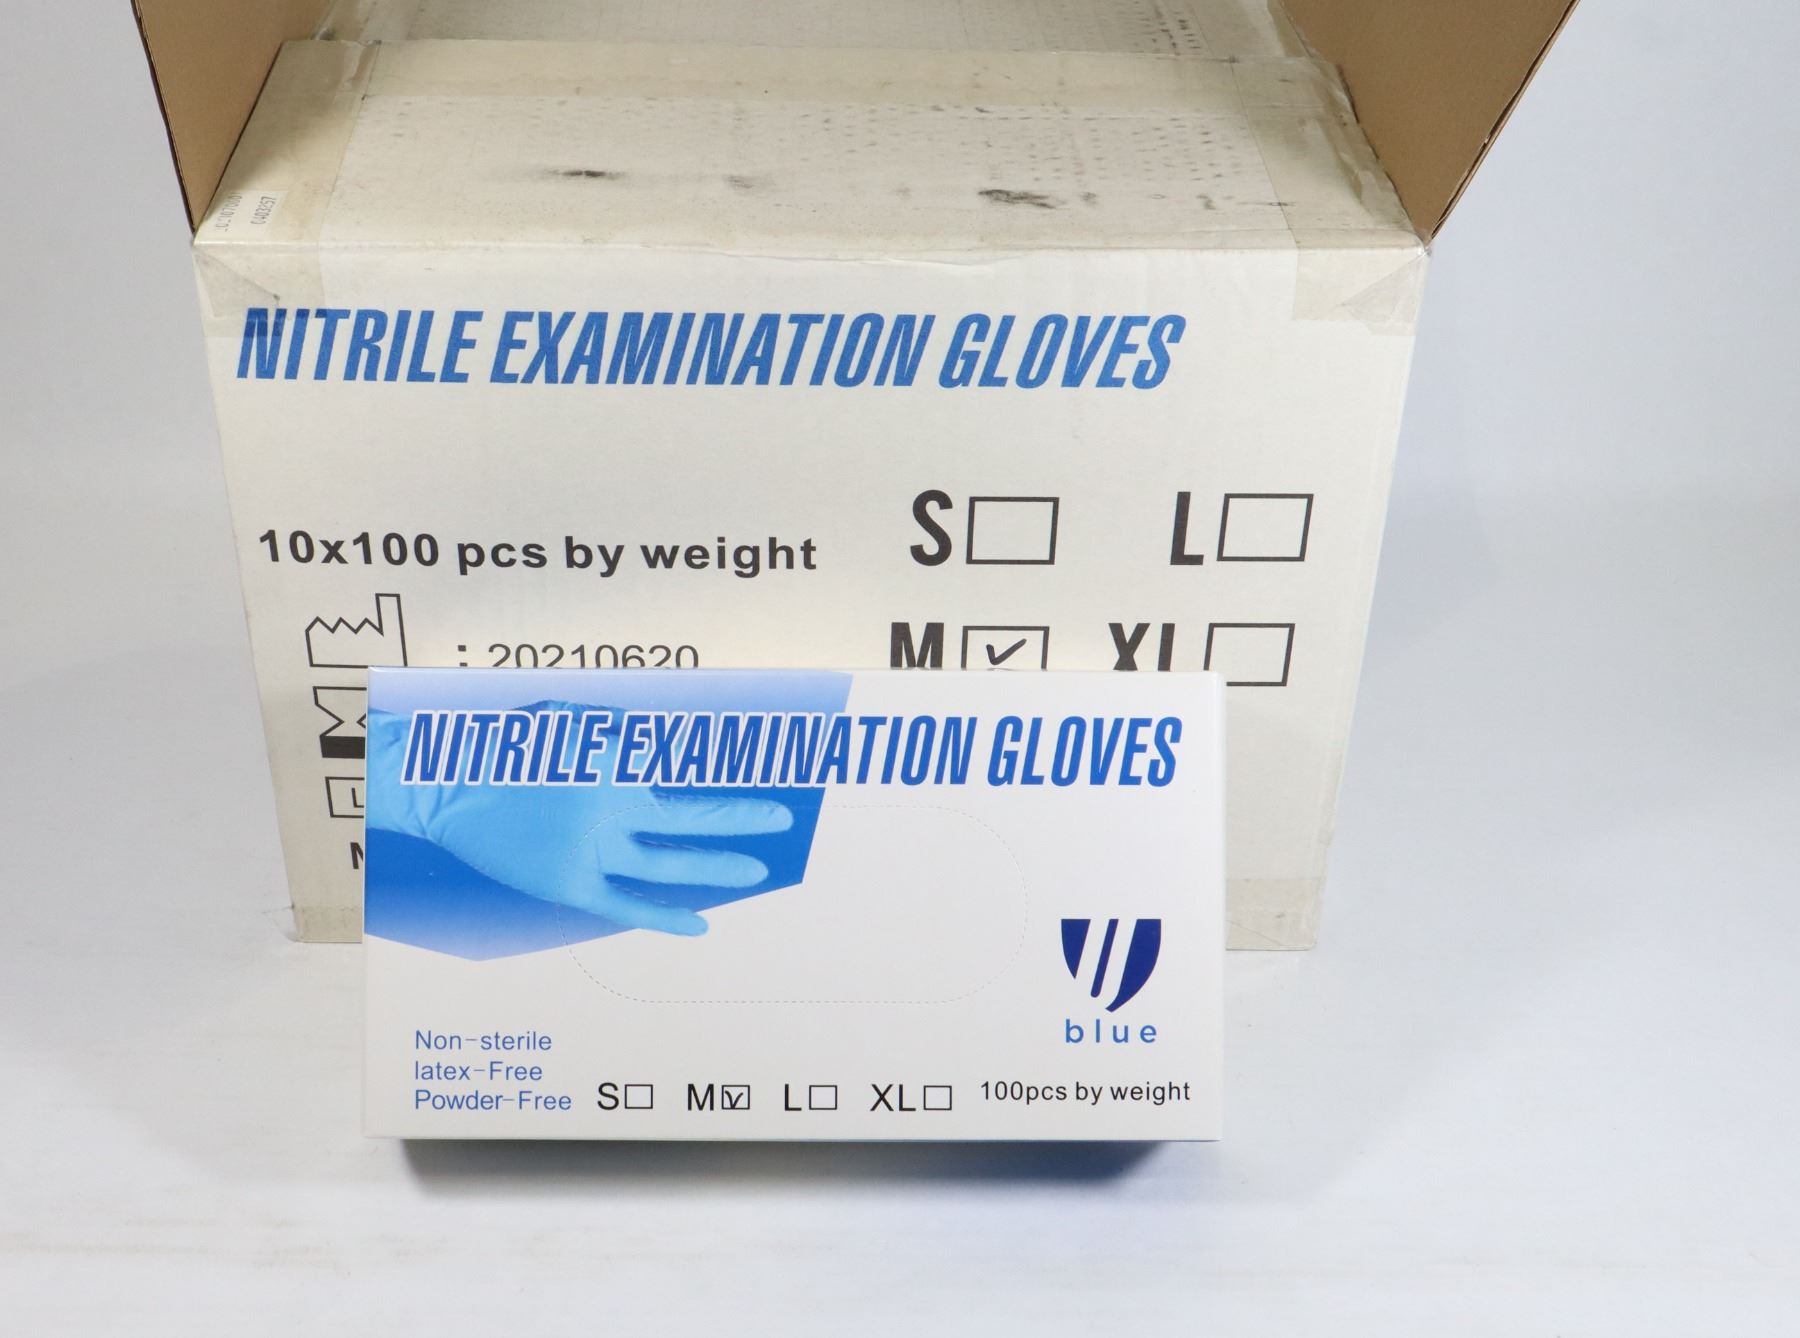 NITRILE EXAMINATION GLOVES
10x100 pcs by weight
S L
: 20210620
M XL
NITRILE EXAMINATION GLOVES
blue
Non-sterile
latex-Free
Powder-Free
S M L XL
100pcs by weight